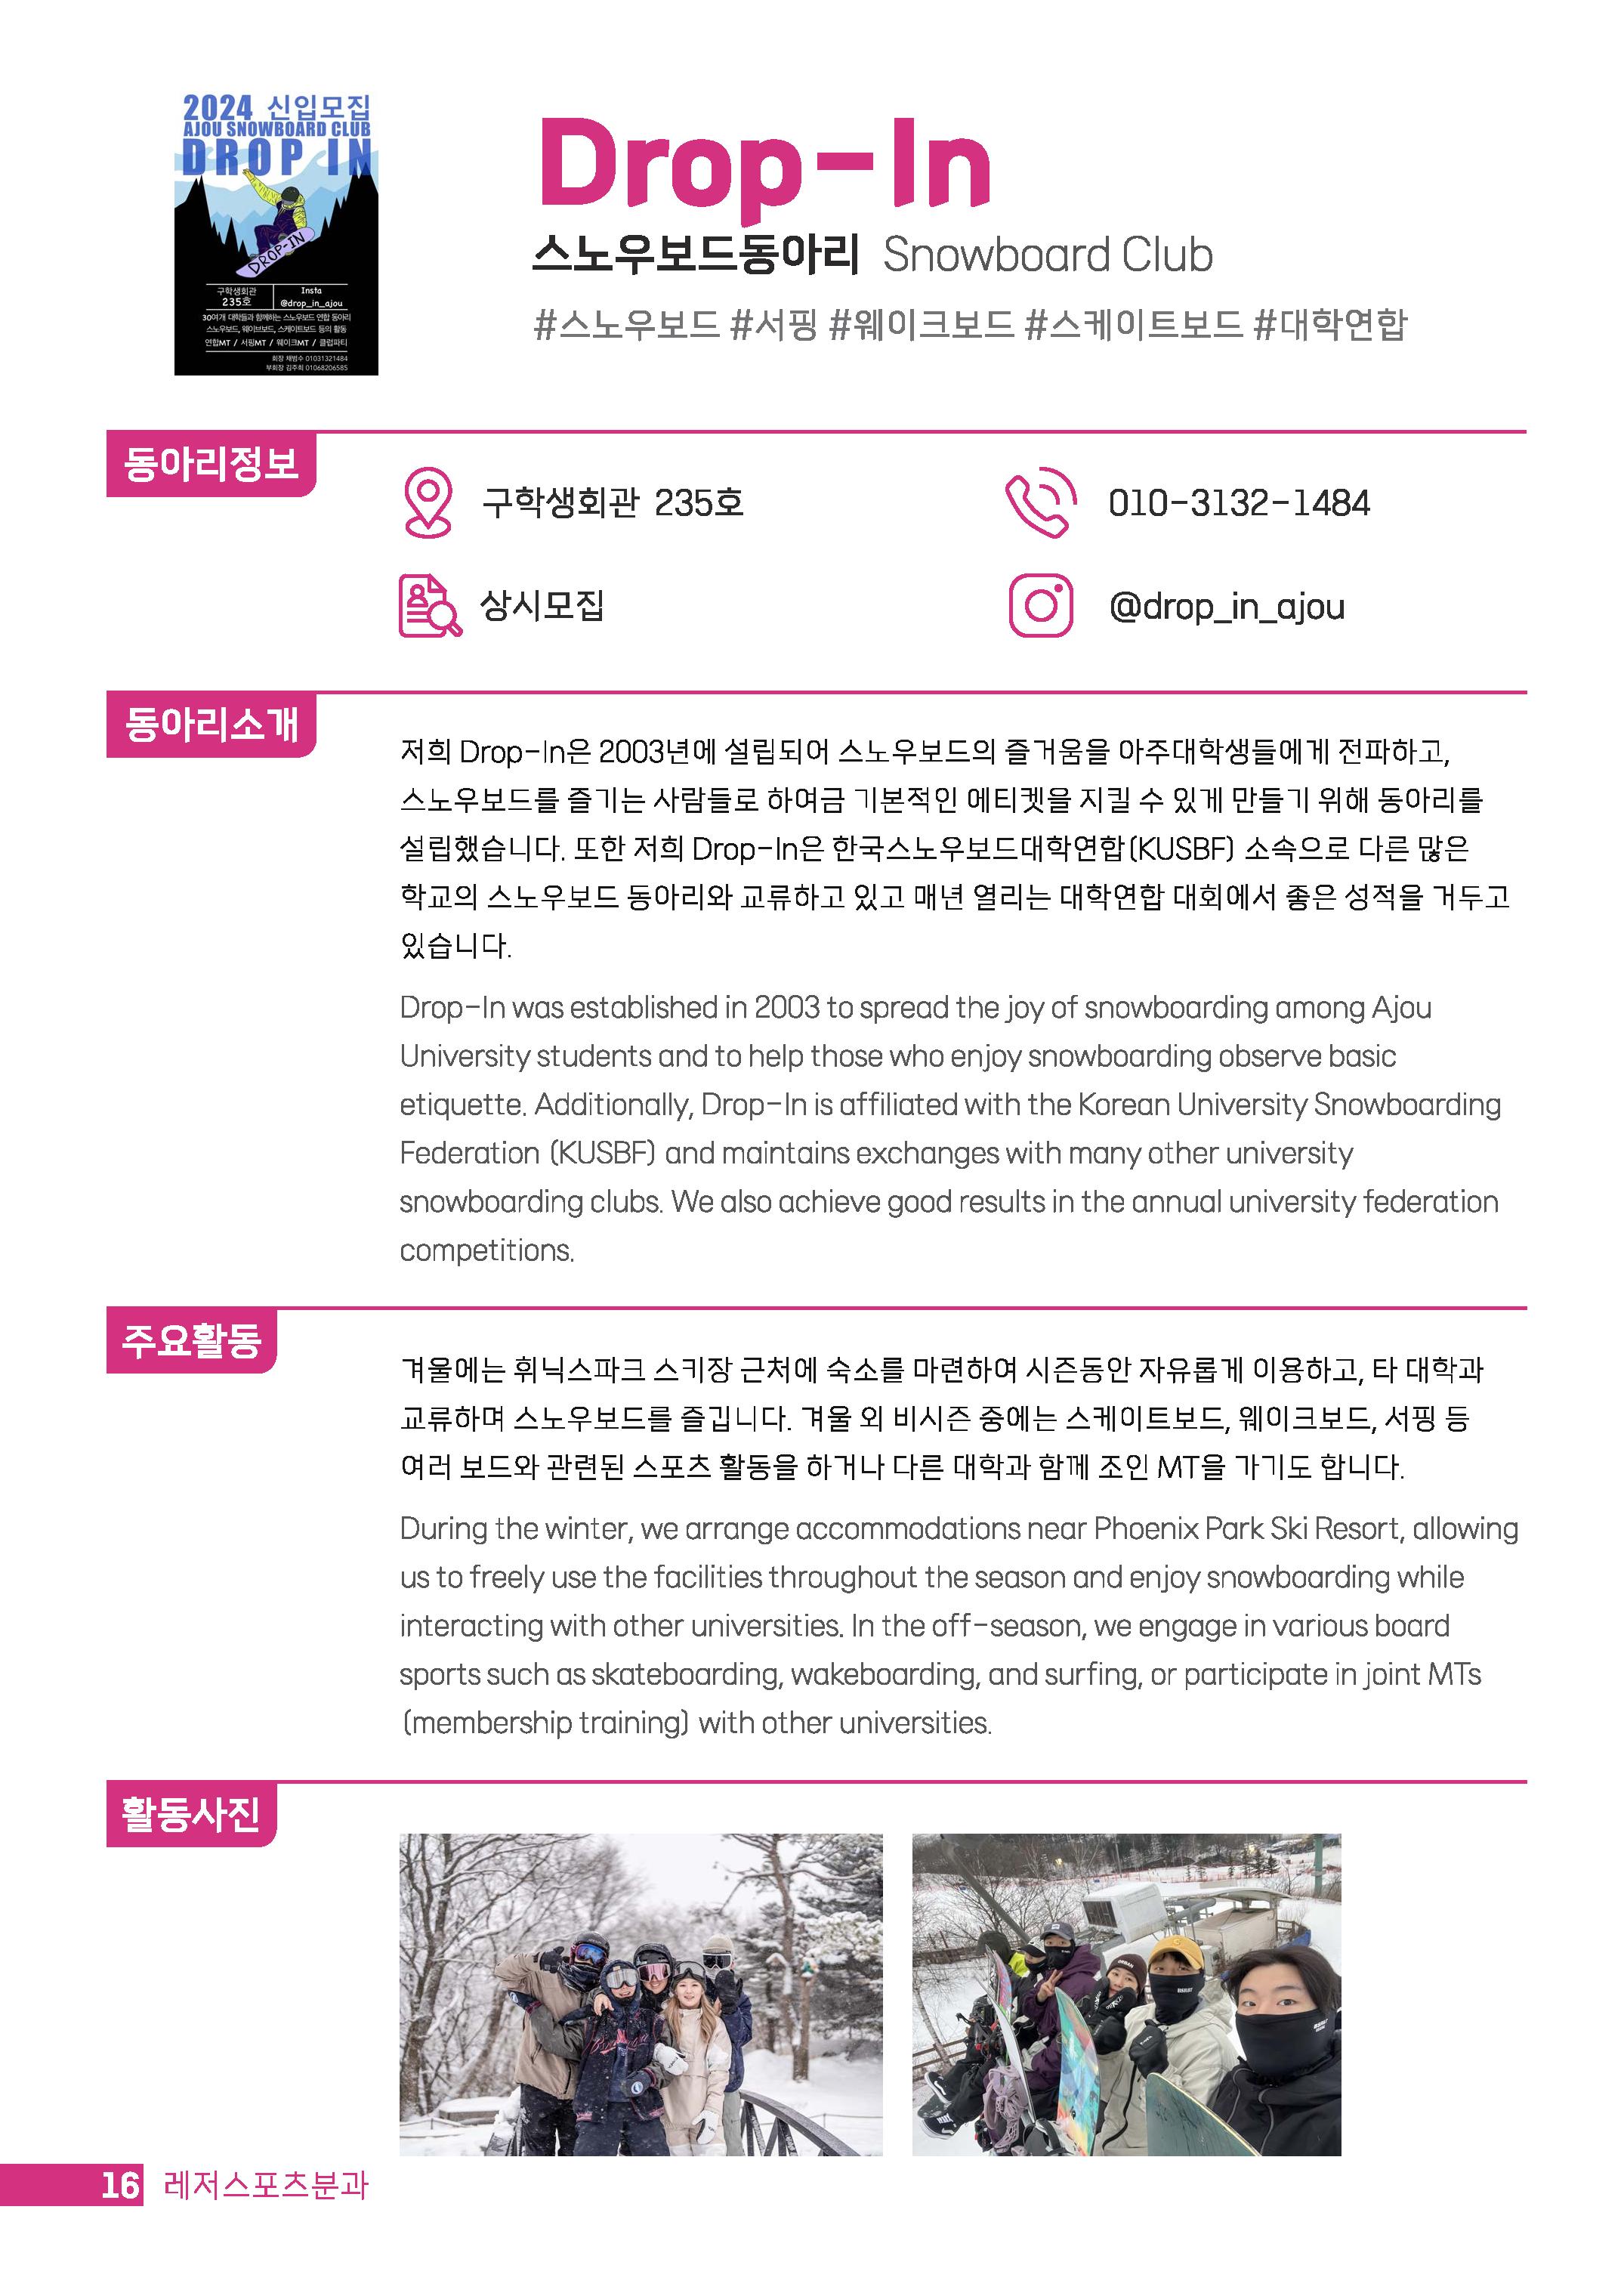 2024 신입모집
AJOU SNOWBOARD CLUB
DROP IN
DROP-IN
구학생회관
235호
Insta
@drop_in_ajou
30여개 대학들과 함께하는 스노우보드 연합 동아리
스노우보드, 웨이브보드, 스케이트보드 등의 활동
연합MT / 서핑MT / 웨이크MT / 클럽파티
회장 채범수 01031321484
부회장 김주희 01068206585
Drop-In
스노우보드동아리 Snowboard Club
#스노우보드 #서핑 #웨이크보드 #스케이트보드 #대학연합
동아리정보
구학생회관 235호
010-3132-1484
상시모집
@drop_in_ajou
동아리소개
저희 Drop-In은 2003년에 설립되어 스노우보드의 즐거움을 아주대학생들에게 전파하고,
스노우보드를 즐기는 사람들로 하여금 기본적인 에티켓을 지킬 수 있게 만들기 위해 동아리를
설립했습니다. 또한 저희 Drop-In은 한국스노우보드대학연합(KUSBF) 소속으로 다른 많은
학교의 스노우보드 동아리와 교류하고 있고 매년 열리는 대학연합 대회에서 좋은 성적을 거두고
있습니다.
Drop-In was established in 2003 to spread the joy of snowboarding among Ajou
University students and to help those who enjoy snowboarding observe basic
etiquette. Additionally, Drop-In is affiliated with the Korean University Snowboarding
Federation (KUSBF) and maintains exchanges with many other university
snowboarding clubs. We also achieve good results in the annual university federation
competitions.
주요활동
겨울에는 휘닉스파크 스키장 근처에 숙소를 마련하여 시즌동안 자유롭게 이용하고, 타 대학과
교류하며 스노우보드를 즐깁니다. 겨울 외 비시즌 중에는 스케이트보드, 웨이크보드, 서핑 등
여러 보드와 관련된 스포츠 활동을 하거나 다른 대학과 함께 조인 MT을 가기도 합니다.
During the winter, we arrange accommodations near Phoenix Park Ski Resort, allowing
us to freely use the facilities throughout the season and enjoy snowboarding while
interacting with other universities. In the off-season, we engage in various board
sports such as skateboarding, wakeboarding, and surfing, or participate in joint MTs
(membership training) with other universities.
활동사진
16 레저스포츠분과